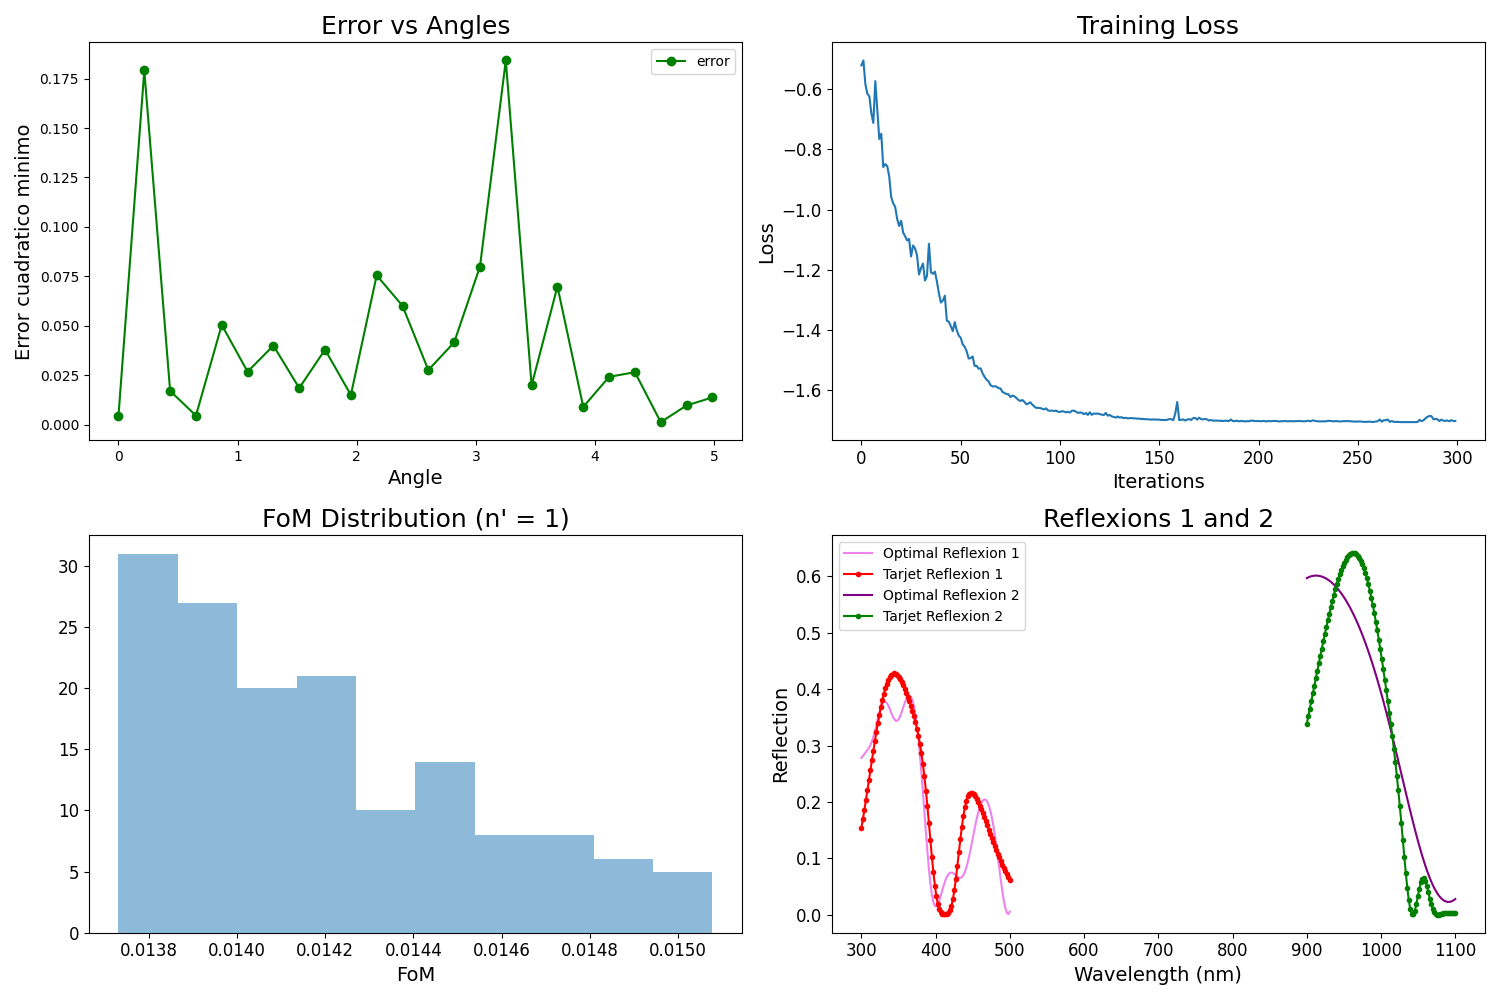 Error vs Angles
error
Error cuadratico minimo
0.175
0.150
0.125
0.100
0.075
0.050
0.025
0.000
0 1 2 3 4 5
Angle
Training Loss
Loss
−0.6
−0.8
−1.0
−1.2
−1.4
−1.6
0 50 100 150 200 250 300
Iterations
FoM Distribution (n' = 1)
30
25
20
15
10
5
0
0.0138 0.0140 0.0142 0.0144 0.0146 0.0148 0.0150
FoM
Reflexions 1 and 2
Optimal Reflexion 1
Tarjet Reflexion 1
Optimal Reflexion 2
Tarjet Reflexion 2
Reflection
0.6
0.5
0.4
0.3
0.2
0.1
0.0
300 400 500 600 700 800 900 1000 1100
Wavelength (nm)